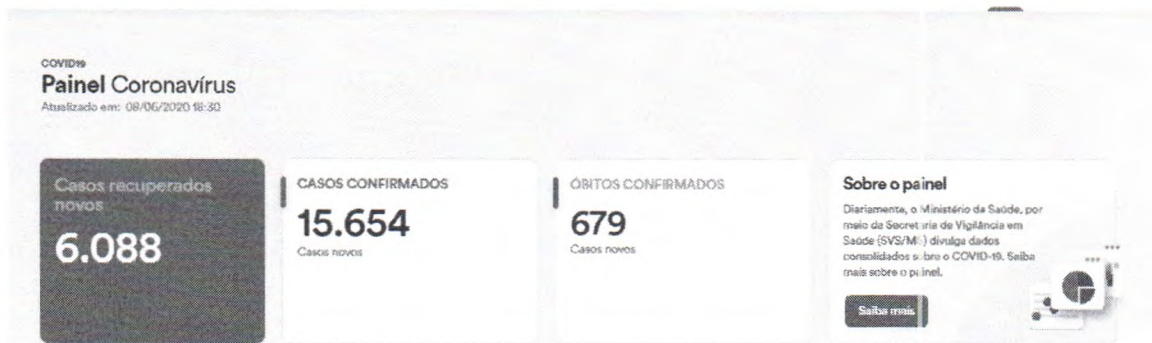 COVID19
Painel Coronavírus
Atualizado em: 08/06/2020 18:30
Casos recuperados
novos
6.088
CASOS CONFIRMADOS
15.654
Casos novos
ÓBITOS CONFIRMADOS
679
Casos novos
Sobre o painel
Diariamente, o Ministério da Saúde, por
meio da Secretaria de Vigilância em
Saúde (SVS/MS) divulga dados
consolidados sobre o COVID-19. Saiba
mais sobre o painel.
Saiba mais